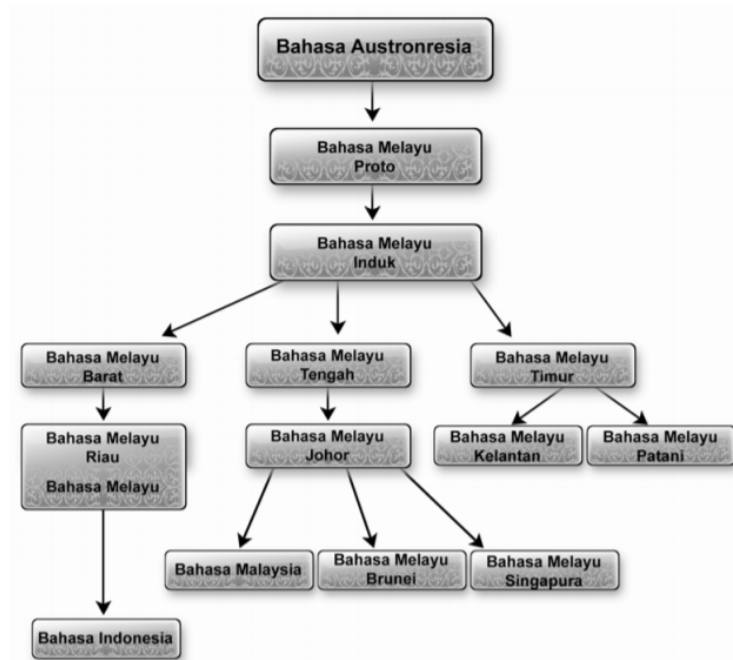 Bahasa Austronresia
Bahasa Melayu
Proto
Bahasa Melayu
Induk
Bahasa Melayu
Barat
Bahasa Melayu
Tengah
Bahasa Melayu
Timur
Bahasa Melayu
Riau
Bahasa Melayu
Bahasa Melayu
Johor
Bahasa Melayu
Kelantan
Bahasa Melayu
Patani
Bahasa Malaysia
Bahasa Melayu
Brunei
Bahasa Melayu
Singapura
Bahasa Indonesia